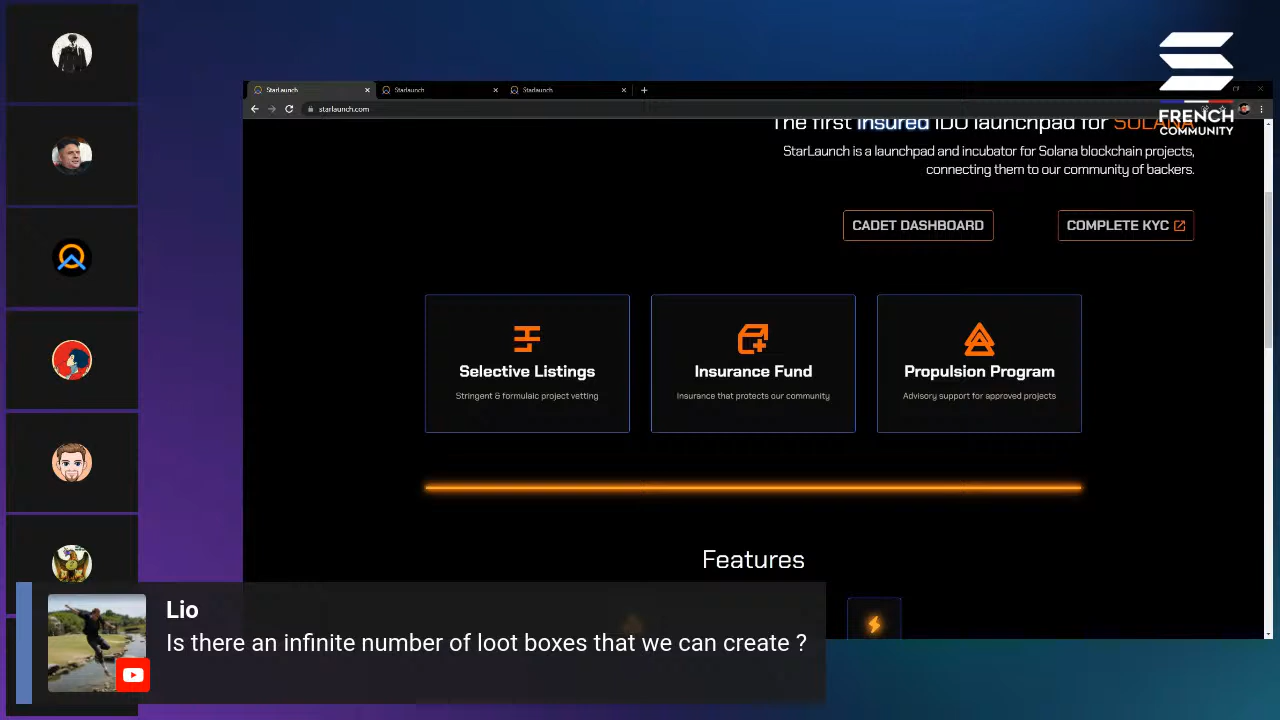 StarLaunch
StarLaunch
StarLaunch
starlaunch.com
FRENCH
COMMUNITY
The first insured IDO launchpad for SOLANA
StarLaunch is a launchpad and incubator for Solana blockchain projects,
connecting them to our community of backers.
CADET DASHBOARD
COMPLETE KYC
Selective Listings
Stringent & formulaic project vetting
Insurance Fund
Insurance that protects our community
Propulsion Program
Advisory support for approved projects
Features
Lio
Is there an infinite number of loot boxes that we can create ?